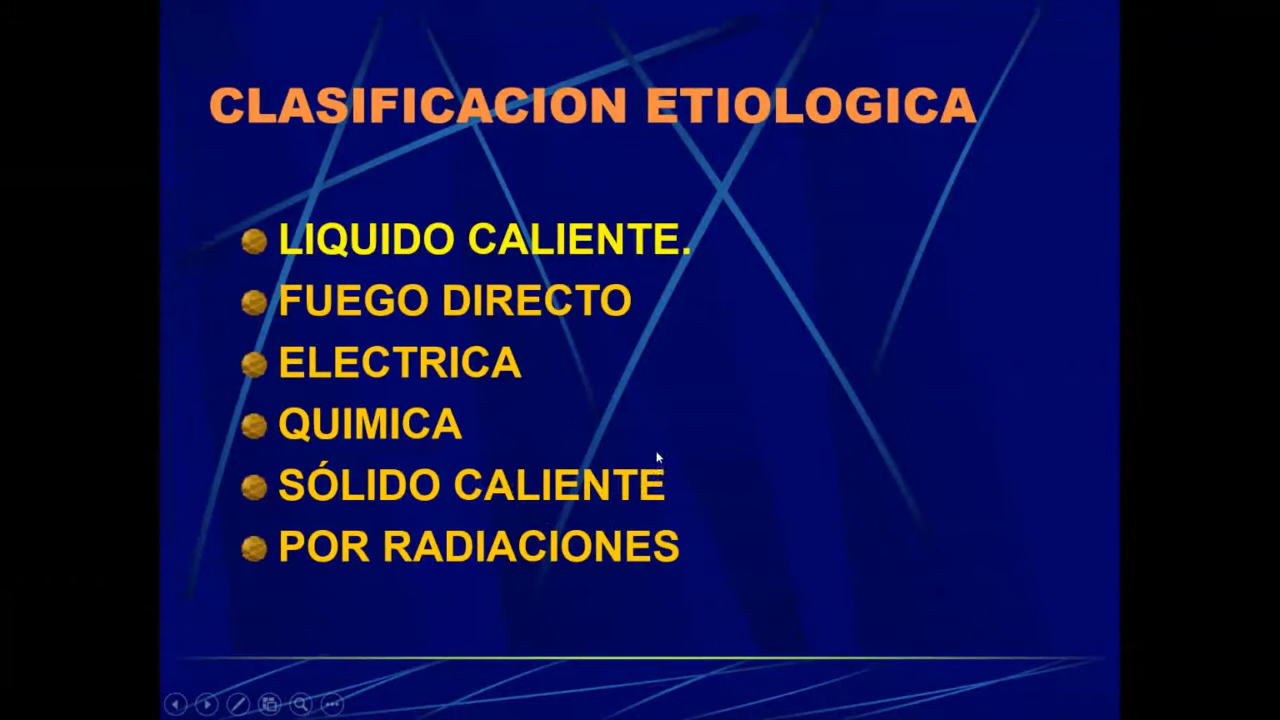 CLASIFICACION ETIOLOGICA
LIQUIDO CALIENTE.
FUEGO DIRECTO
ELECTRICA
QUIMICA
SÓLIDO CALIENTE
POR RADIACIONES